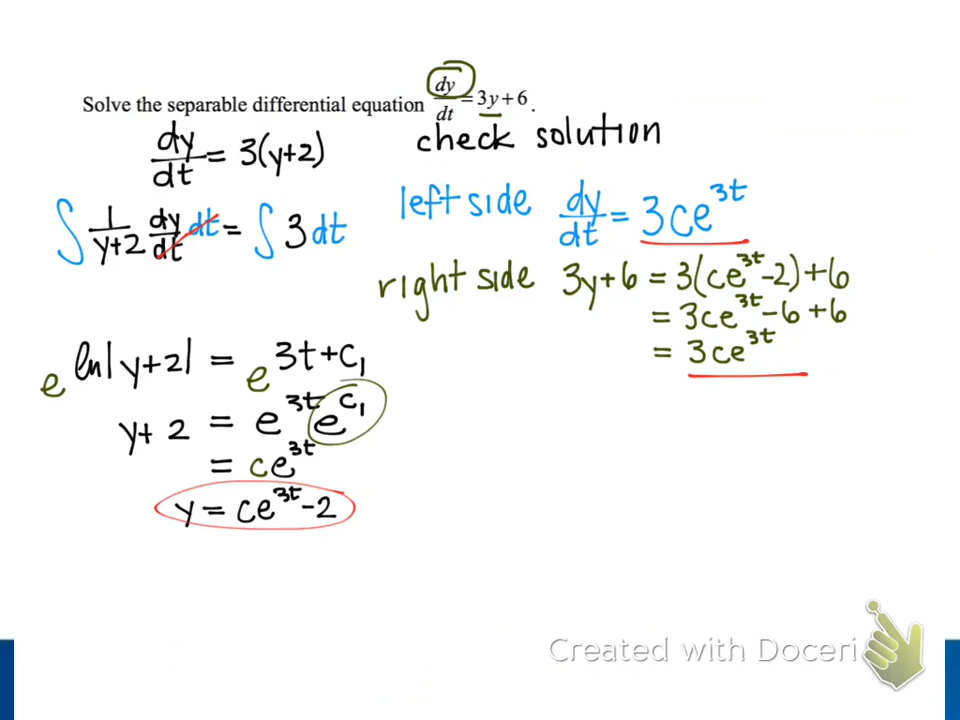 Solve the separable differential equation dy/dt = 3y + 6 .
dy/dt = 3(y+2)
∫ 1/(y+2) dy/dt dt = ∫ 3 dt
e^(ln|y+2|) = e^(3t+C₁)
y+2 = e^(3t) e^(C₁)
= ce^(3t)
y = ce^(3t) -2
check solution
left side dy/dt = 3ce^(3t)
right side 3y+6 = 3(ce^(3t) -2)+6
= 3ce^(3t) -6 +6
= 3ce^(3t)
Created with Doceri